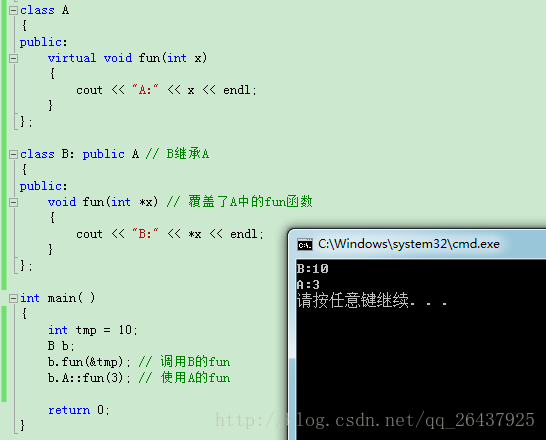 class A
{
public:
virtual void fun(int x)
{
cout << "A:" << x << endl;
}
};
class B: public A // B继承A
{
public:
void fun(int *x) // 覆盖了A中的fun函数
{
cout << "B:" << *x << endl;
}
};
int main( )
{
int tmp = 10;
B b;
b.fun(&tmp); // 调用B的fun
b.A::fun(3); // 使用A的fun
return 0;
}
C:\Windows\system32\cmd.exe
B:10
A:3
请按任意键继续. . .
http://blog.csdn.net/qq_26437925